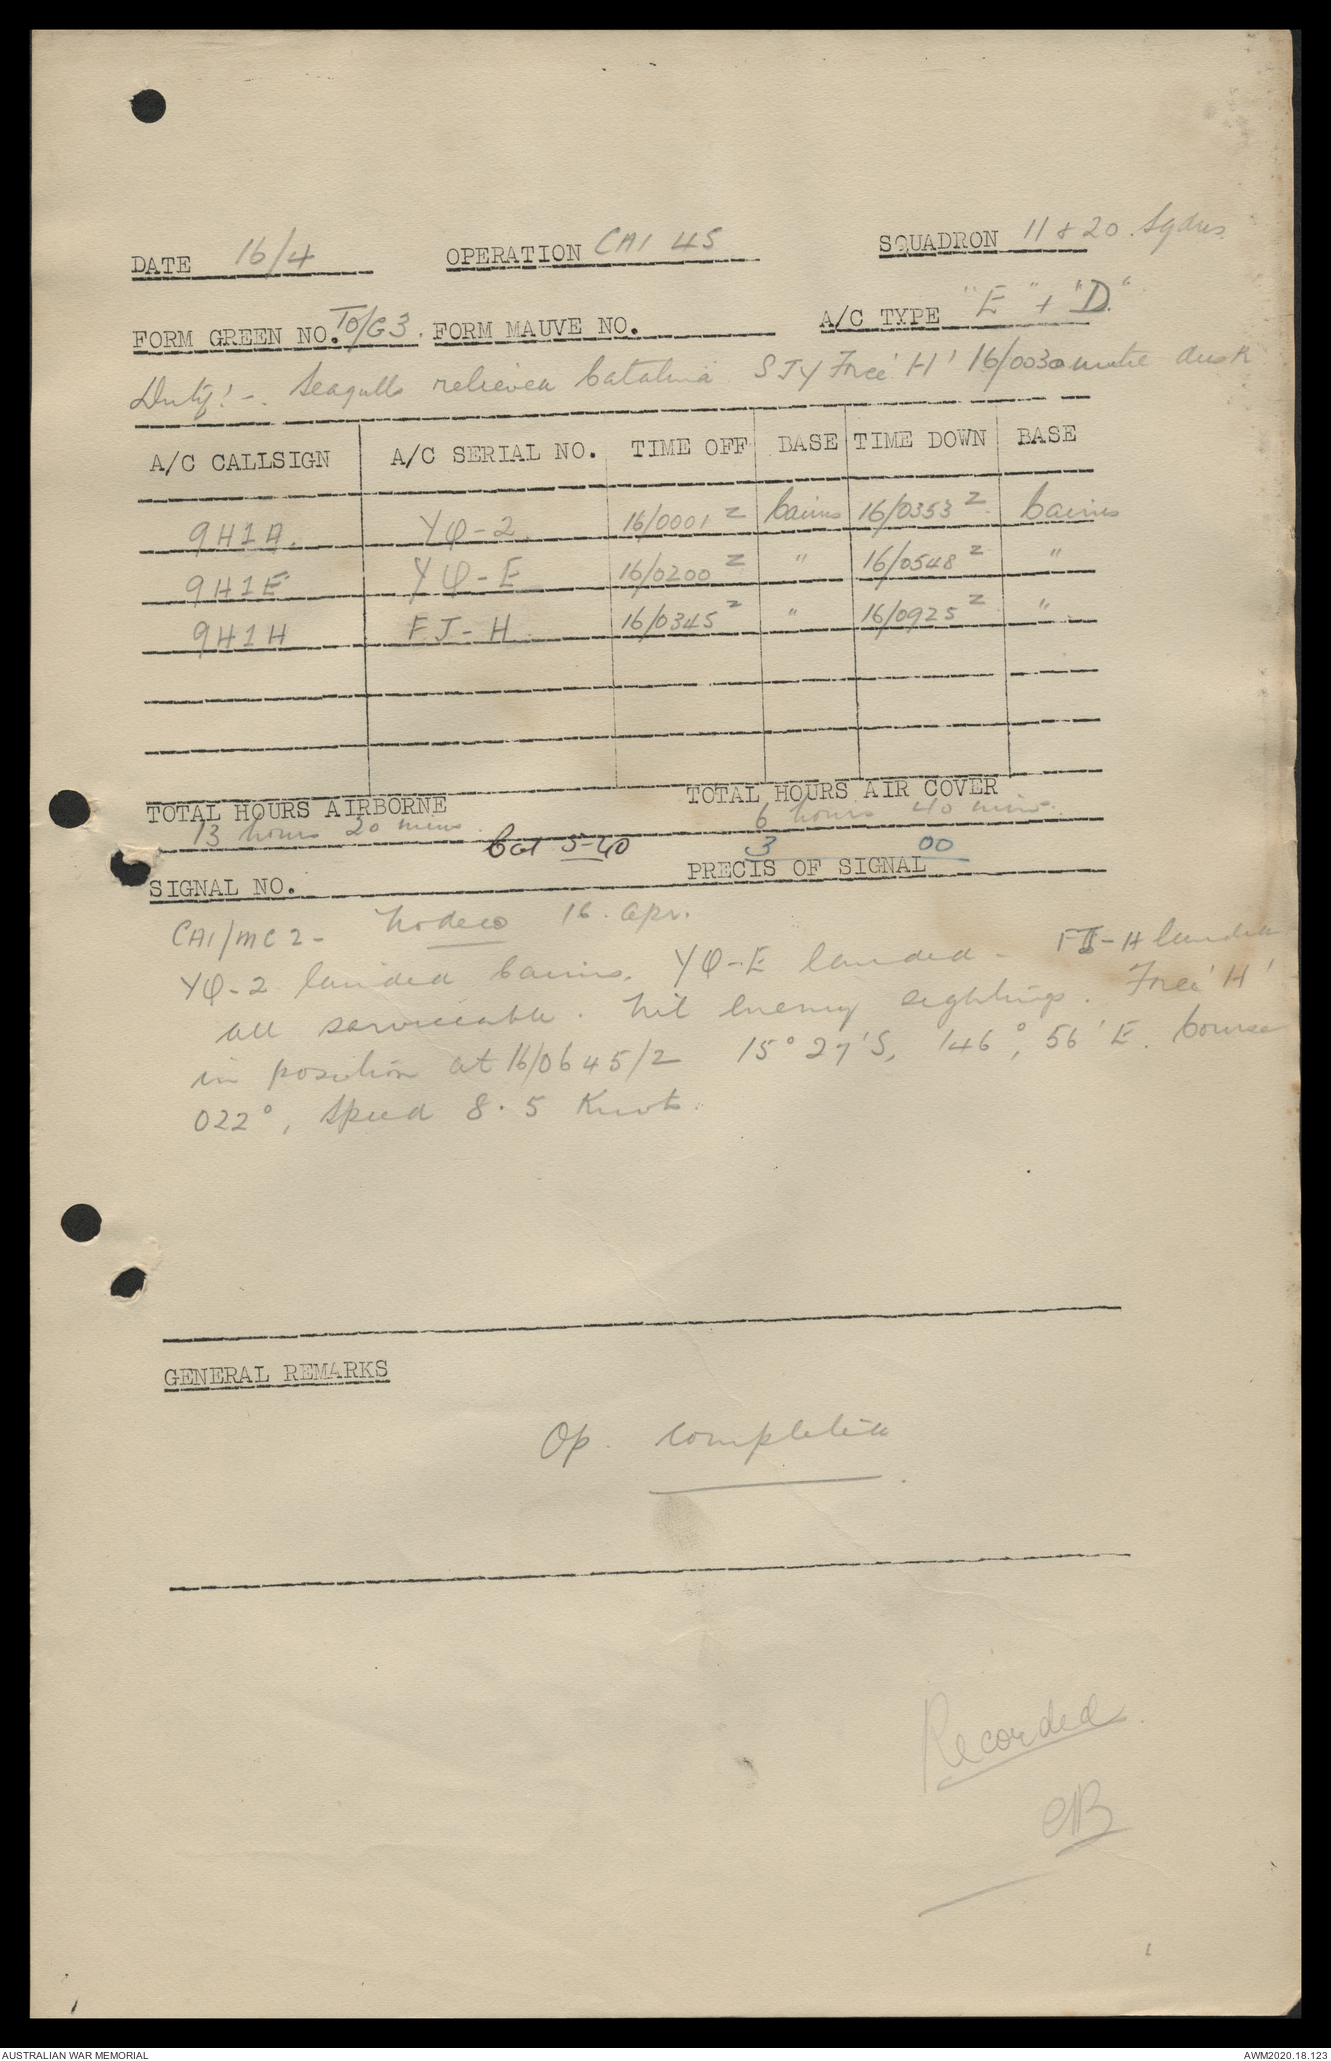 DATE 16/4 OPERATION CAI 45 SQUADRON 11 & 20 Sqdns
FORM GREEN NO. TO/G3. FORM MAUVE NO. A/C TYPE "E" + "D"
Duty:- Seagulls relieven Catalina STY Free 'H' 16/0030 dusk
A/C CALLSIGN A/C SERIAL NO. TIME OFF BASE TIME DOWN BASE
9H1A. YQ-2. 16/0001 Z Cairns 16/0353 Z Cairns
9H1E YQ-E 16/0200 Z " 16/0548 Z "
9H1H FJ-H 16/0345 Z " 16/0925 Z "
TOTAL HOURS AIRBORNE TOTAL HOURS AIR COVER
13 hours 20 mins. 6 hours 40 mins.
Cat 5-40 3 00
SIGNAL NO. PRECIS OF SIGNAL
CAI/MC2- Nodeco 16. Apr.
YQ-2 landed Cairns. YQ-E landed - FJ-H landed
all serviceable. Nil enemy sightings. Free 'H'
in position at 16/0645/Z 15° 27'S, 146°, 56'E. Course
022°, speed 8.5 Knots.
GENERAL REMARKS
Op. completed
Recorded
AUSTRALIAN WAR MEMORIAL AWM2020.18.123